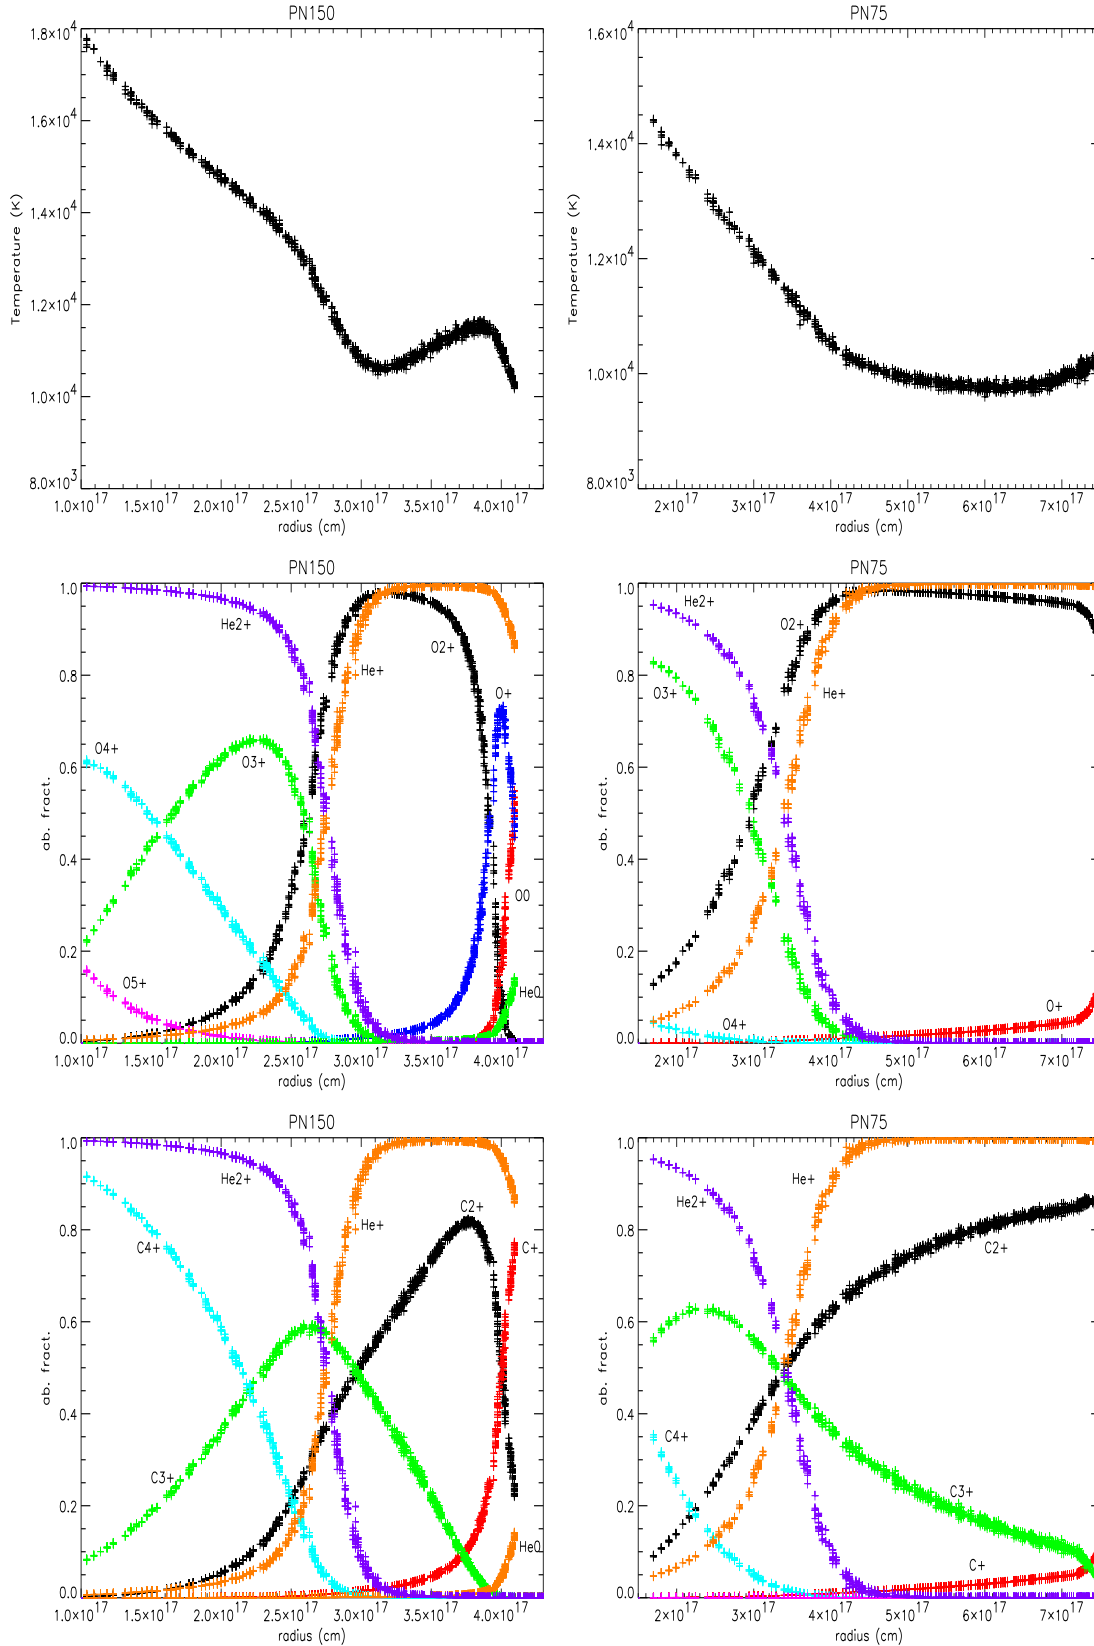 PN150
1.8×10⁴
1.6×10⁴
1.4×10⁴
1.2×10⁴
1.0×10⁴
8.0×10³
Temperature (K)
1.0×10¹⁷ 1.5×10¹⁷ 2.0×10¹⁷ 2.5×10¹⁷ 3.0×10¹⁷ 3.5×10¹⁷ 4.0×10¹⁷
radius (cm)
PN75
1.6×10⁴
1.4×10⁴
1.2×10⁴
1.0×10⁴
8.0×10³
Temperature (K)
2×10¹⁷ 3×10¹⁷ 4×10¹⁷ 5×10¹⁷ 6×10¹⁷ 7×10¹⁷
radius (cm)
PN150
1.0
0.8
0.6
0.4
0.2
0.0
ab. fract.
He2+
O2+
He+
O+
O4+
O3+
O0
O5+
He0
1.0×10¹⁷ 1.5×10¹⁷ 2.0×10¹⁷ 2.5×10¹⁷ 3.0×10¹⁷ 3.5×10¹⁷ 4.0×10¹⁷
radius (cm)
PN75
1.0
0.8
0.6
0.4
0.2
0.0
ab. fract.
He2+
O2+
O3+
He+
O4+
O+
2×10¹⁷ 3×10¹⁷ 4×10¹⁷ 5×10¹⁷ 6×10¹⁷ 7×10¹⁷
radius (cm)
PN150
1.0
0.8
0.6
0.4
0.2
0.0
ab. fract.
He2+
C2+
He+
C4+
C+
C3+
He0
1.0×10¹⁷ 1.5×10¹⁷ 2.0×10¹⁷ 2.5×10¹⁷ 3.0×10¹⁷ 3.5×10¹⁷ 4.0×10¹⁷
radius (cm)
PN75
1.0
0.8
0.6
0.4
0.2
0.0
ab. fract.
He+
He2+
C2+
C4+
C3+
C+
2×10¹⁷ 3×10¹⁷ 4×10¹⁷ 5×10¹⁷ 6×10¹⁷ 7×10¹⁷
radius (cm)